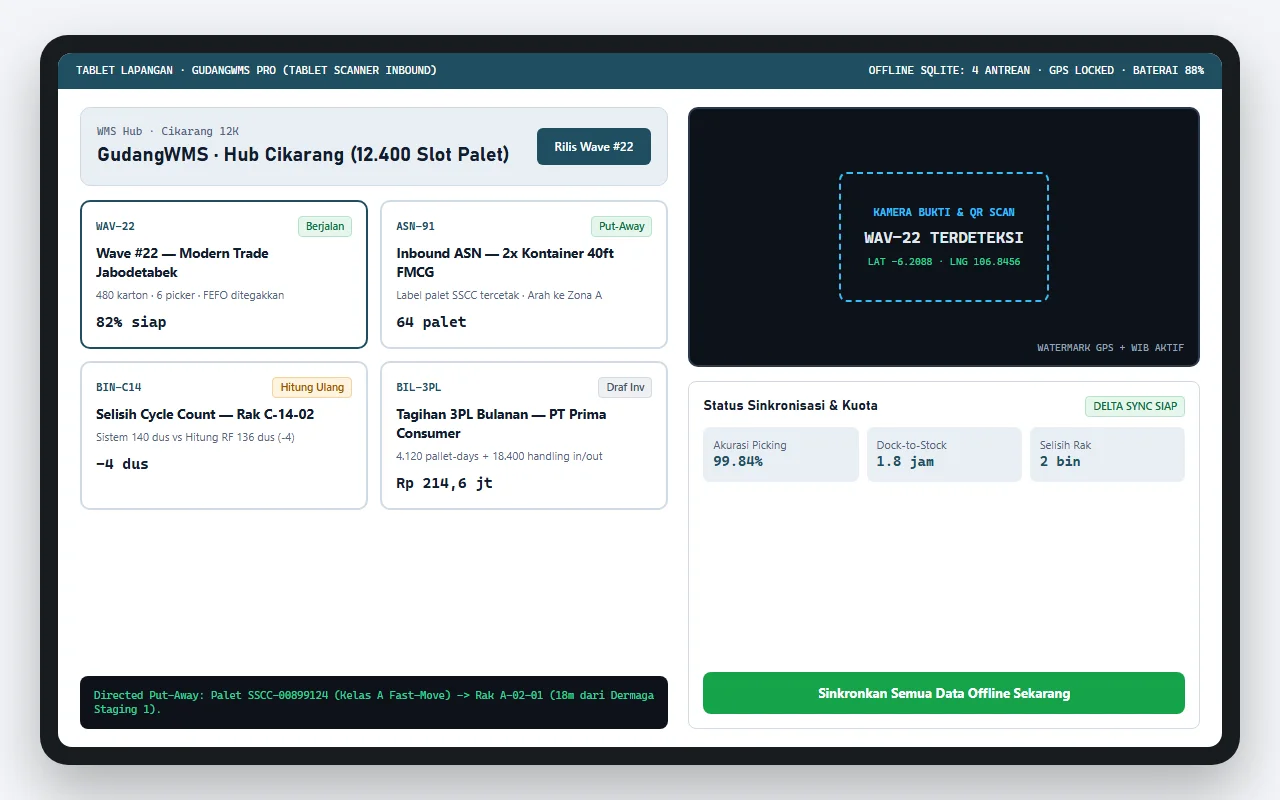 TABLET LAPANGAN · GUDANGWMS PRO (TABLET SCANNER INBOUND)
OFFLINE SQLITE: 4 ANTREAN · GPS LOCKED · BATERAI 88%
WMS Hub · Cikarang 12K
GudangWMS · Hub Cikarang (12.400 Slot Palet)
Rilis Wave #22
WAV-22
Berjalan
Wave #22 — Modern Trade
Jabodetabek
480 karton · 6 picker · FEFO ditegakkan
82% siap
ASN-91
Put-Away
Inbound ASN — 2x Kontainer 40ft
FMCG
Label palet SSCC tercetak · Arah ke Zona A
64 palet
BIN-C14
Hitung Ulang
Selisih Cycle Count — Rak C-14-02
Sistem 140 dus vs Hitung RF 136 dus (-4)
-4 dus
BIL-3PL
Draf Inv
Tagihan 3PL Bulanan — PT Prima
Consumer
4.120 pallet-days + 18.400 handling in/out
Rp 214,6 jt
Directed Put-Away: Palet SSCC-00899124 (Kelas A Fast-Move) -> Rak A-02-01 (18m dari Dermaga
Staging 1).
KAMERA BUKTI & QR SCAN
WAV-22 TERDETEKSI
LAT -6.2088 · LNG 106.8456
WATERMARK GPS + WIB AKTIF
Status Sinkronisasi & Kuota
DELTA SYNC SIAP
Akurasi Picking
99.84%
Dock-to-Stock
1.8 jam
Selisih Rak
2 bin
Sinkronkan Semua Data Offline Sekarang